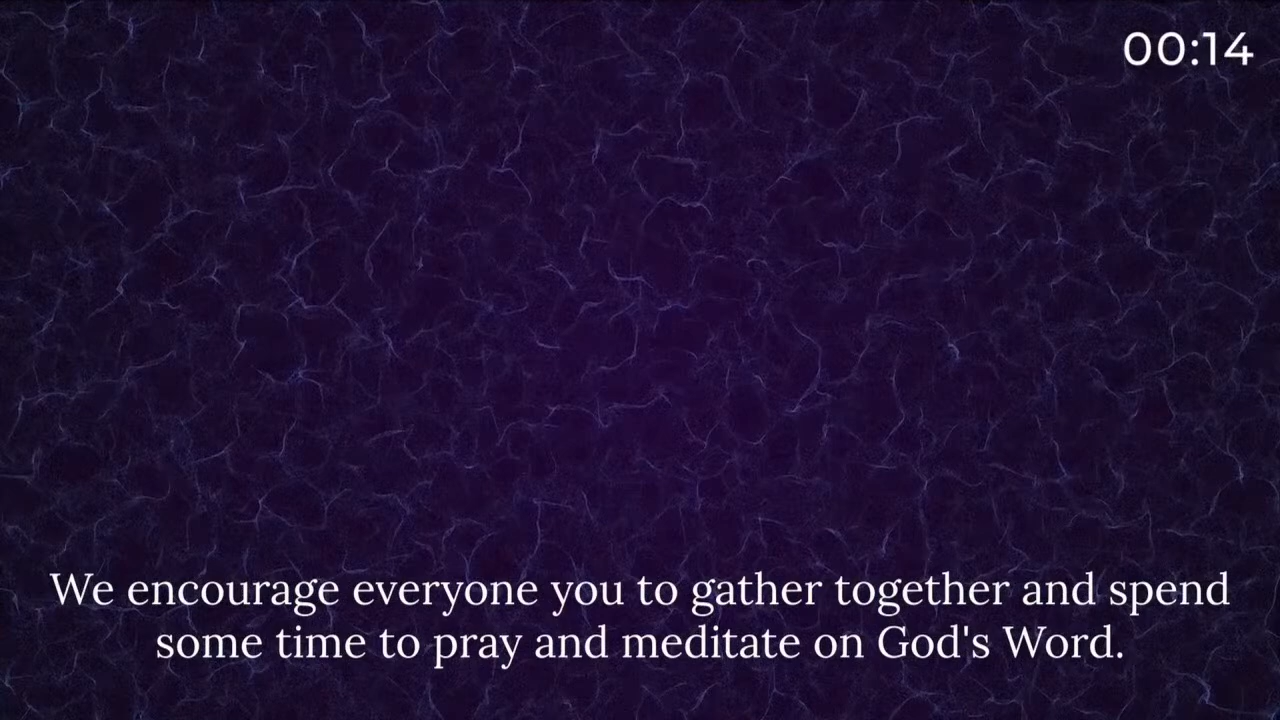 00:14
We encourage everyone you to gather together and spend
some time to pray and meditate on God's Word.